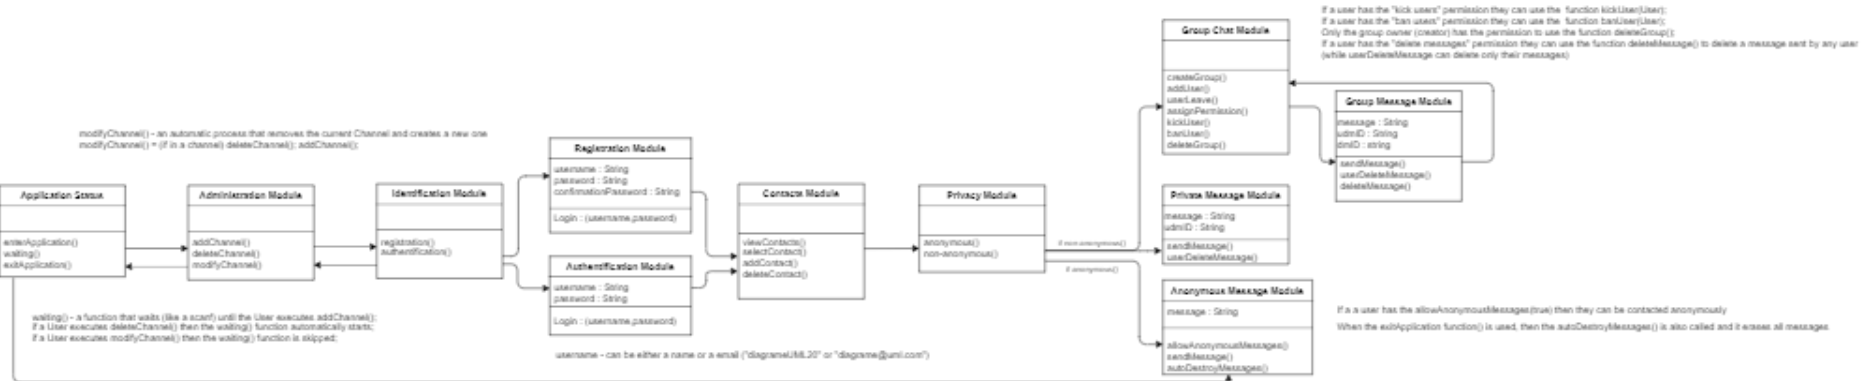 If a user has the "kick users" permission they can use the function kickUser(User);
If a user has the "ban users" permission they can use the function banUser(User);
Only the group owner (creator) has the permission to use the function deleteGroup();
If a user has the "delete messages" permission they can use the function deleteMessage() to delete a message sent by any user
(while userDeleteMessage can delete only their messages)
modifyChannel() - an automatic process that removes the current Channel and creates a new one
modifyChannel() = (if in a channel) deleteChannel(); addChannel();
Application Status
enterApplication()
waiting()
exitApplication()
Administration Module
addChannel()
deleteChannel()
modifyChannel()
Identification Module
registration()
authentification()
Registration Module
username : String
password : String
confirmationPassword : String
Login : (username,password)
Authentification Module
username : String
password : String
Login : (username,password)
Contacts Module
viewContacts()
selectContact()
addContact()
deleteContact()
Privacy Module
anonymous()
non-anonymous()
if non-anonymous()
if anonymous()
Group Chat Module
createGroup()
addUser()
userLeave()
assignPermission()
kickUser()
banUser()
deleteGroup()
Group Message Module
message : String
udmID : String
dmID : string
sendMessage()
userDeleteMessage()
deleteMessage()
Private Message Module
message : String
udmID : String
sendMessage()
userDeleteMessage()
Anonymous Message Module
message : String
allowAnonymousMessages()
sendMessage()
autoDestroyMessages()
waiting() - a function that waits (like a scanf) until the User executes addChannel();
if a User executes deleteChannel() then the waiting() function automatically starts;
if a User executes modifyChannel() then the waiting() function is skipped;
username - can be either a name or a email ("diagrameUML20" or "diagrame@uml.com")
If a a user has the allowAnonymousMessages(true) then they can be contacted anonymously
When the exitApplication function() is used, then the autoDestroyMessages() is also called and it erases all messages